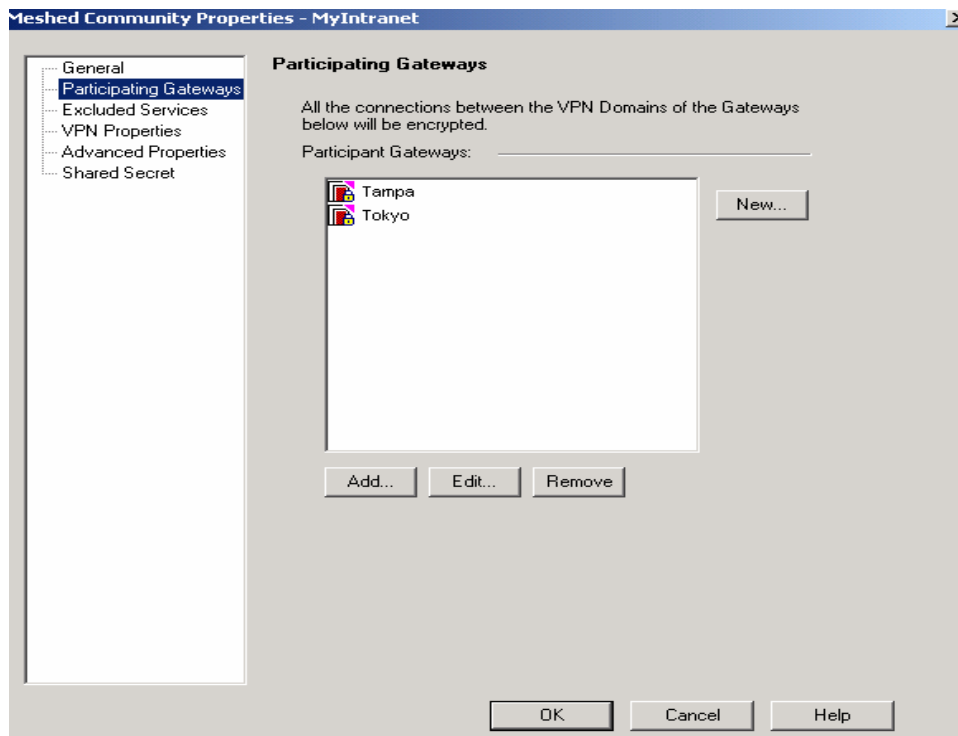 Meshed Community Properties - MyIntranet
General
Participating Gateways
Excluded Services
VPN Properties
Advanced Properties
Shared Secret
Participating Gateways
All the connections between the VPN Domains of the Gateways
below will be encrypted.
Participant Gateways:
Tampa
Tokyo
New...
Add...
Edit...
Remove
OK
Cancel
Help